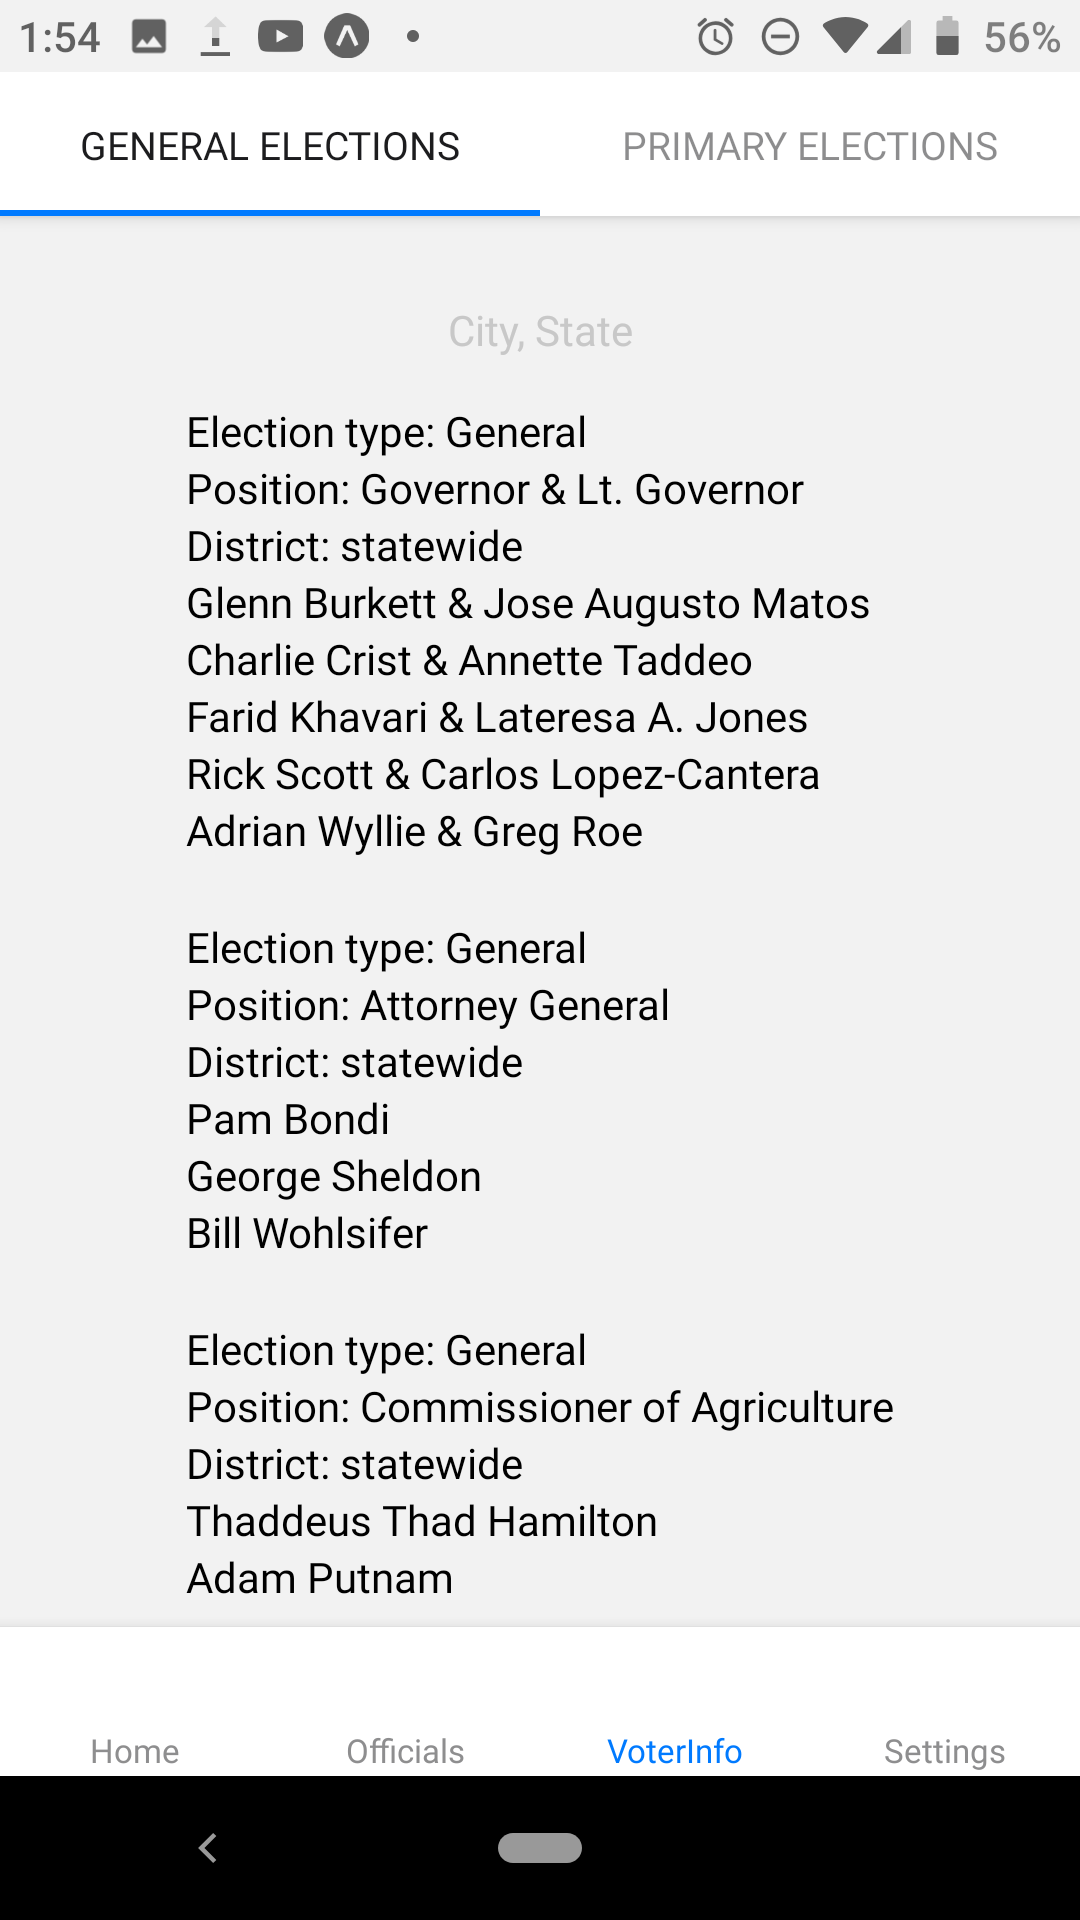 1:54 56%
GENERAL ELECTIONS PRIMARY ELECTIONS
City, State
Election type: General
Position: Governor & Lt. Governor
District: statewide
Glenn Burkett & Jose Augusto Matos
Charlie Crist & Annette Taddeo
Farid Khavari & Lateresa A. Jones
Rick Scott & Carlos Lopez-Cantera
Adrian Wyllie & Greg Roe
Election type: General
Position: Attorney General
District: statewide
Pam Bondi
George Sheldon
Bill Wohlsifer
Election type: General
Position: Commissioner of Agriculture
District: statewide
Thaddeus Thad Hamilton
Adam Putnam
Home Officials VoterInfo Settings